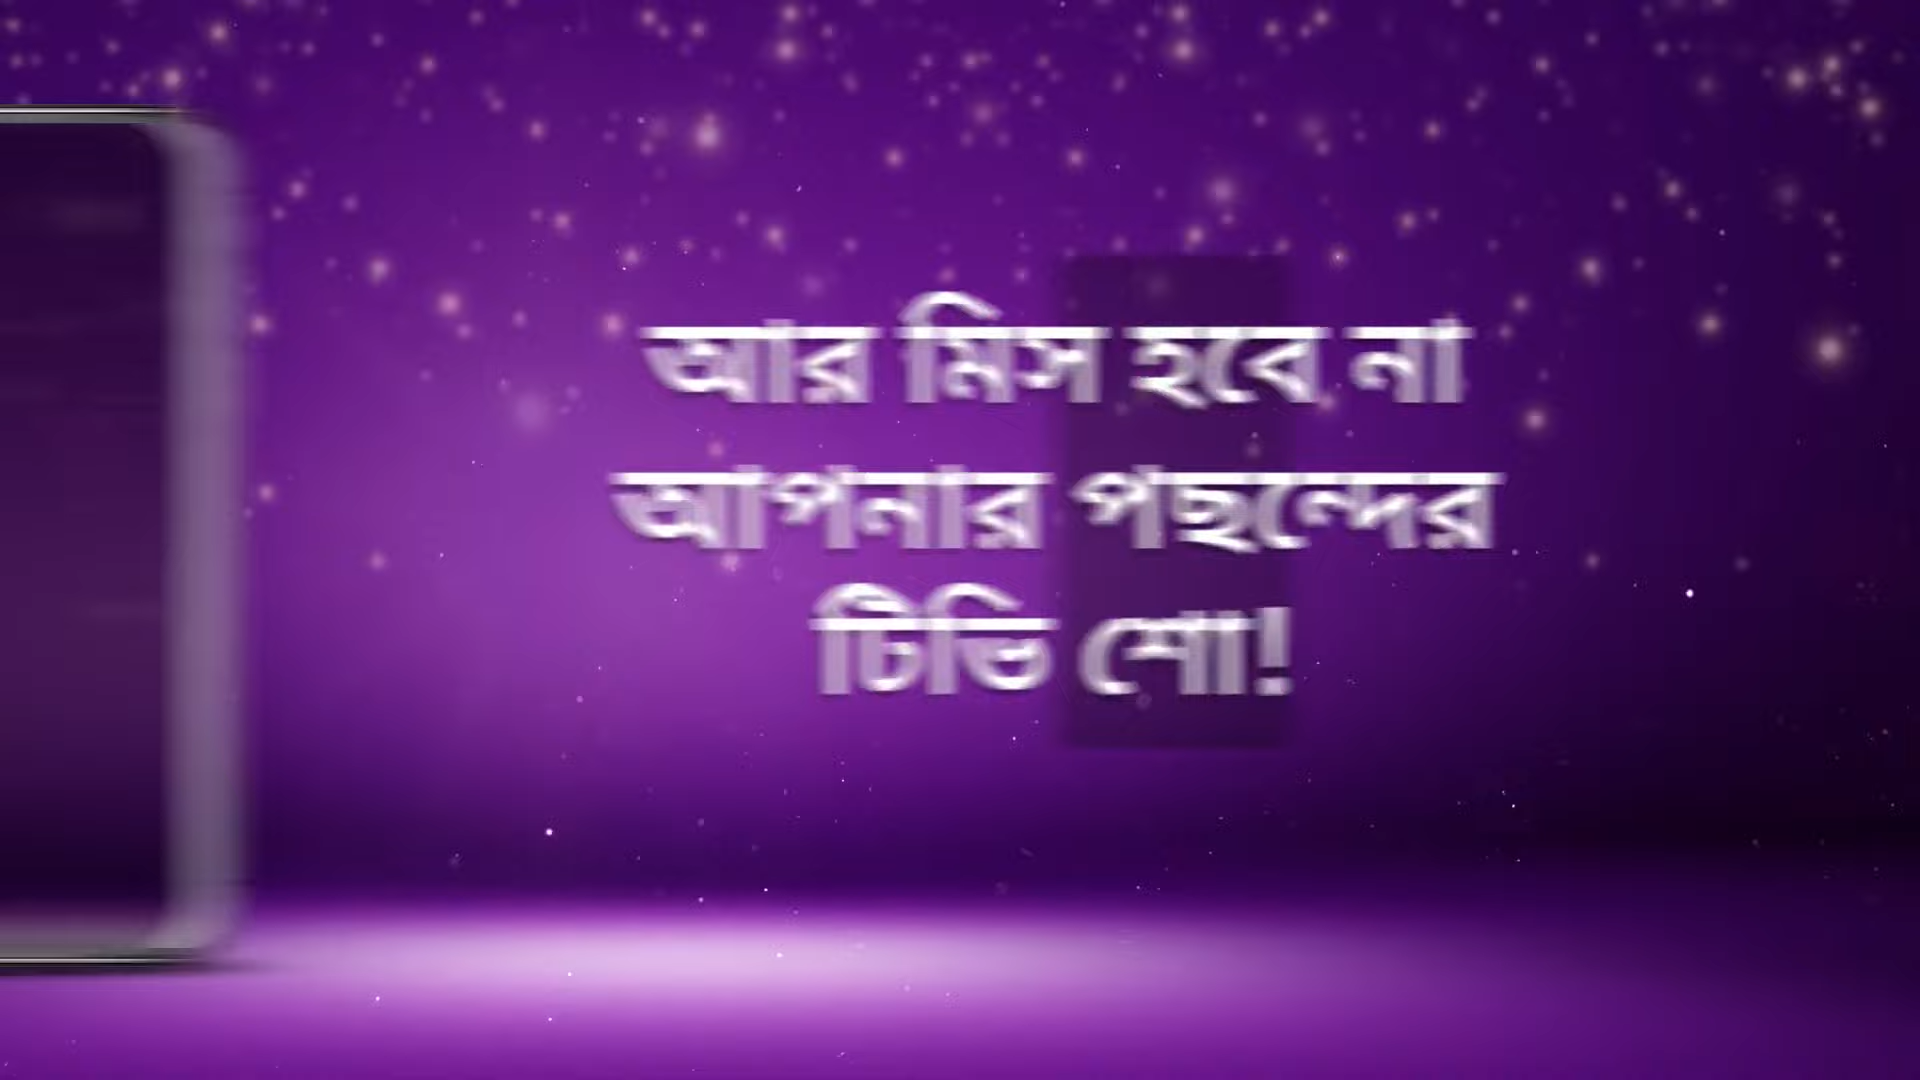 আর মিস হবে না
আপনার পছন্দের
টিভি শো!